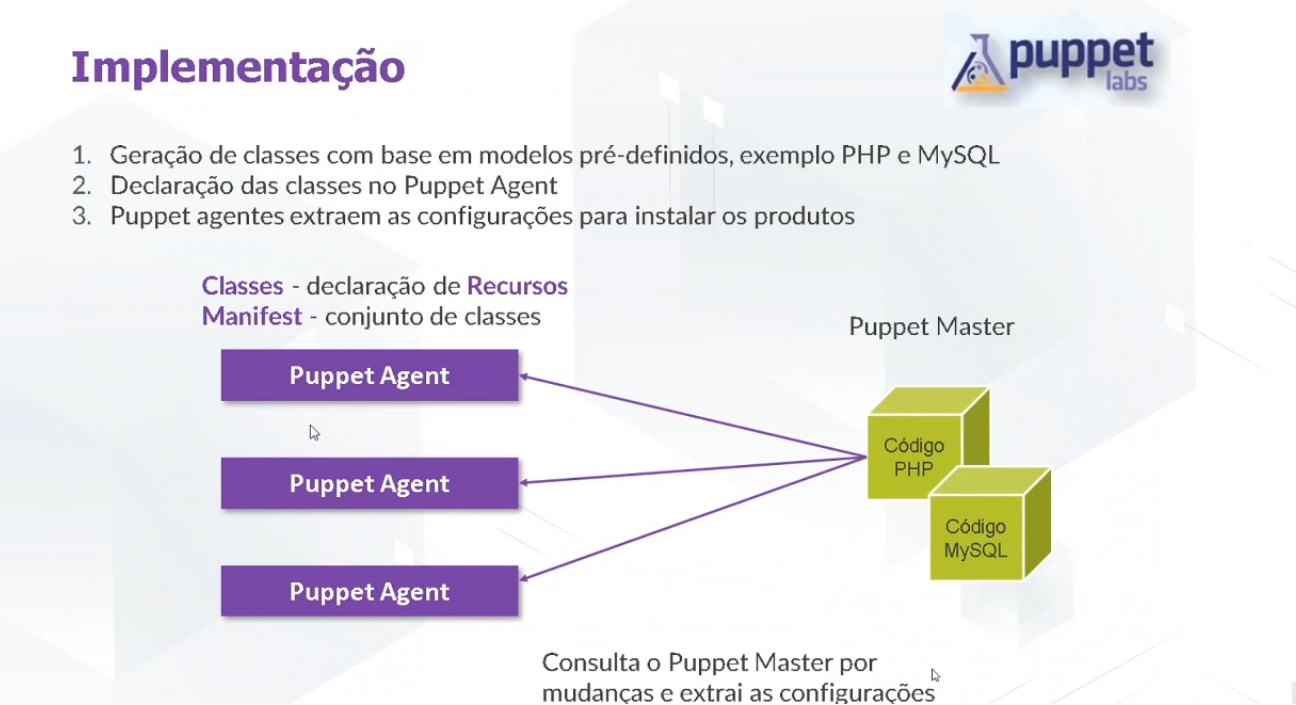 Implementação
puppet
labs
1. Geração de classes com base em modelos pré-definidos, exemplo PHP e MySQL
2. Declaração das classes no Puppet Agent
3. Puppet agentes extraem as configurações para instalar os produtos
Classes - declaração de Recursos
Manifest - conjunto de classes
Puppet Master
Puppet Agent
Código
PHP
Puppet Agent
Código
MySQL
Puppet Agent
Consulta o Puppet Master por
mudanças e extrai as configurações